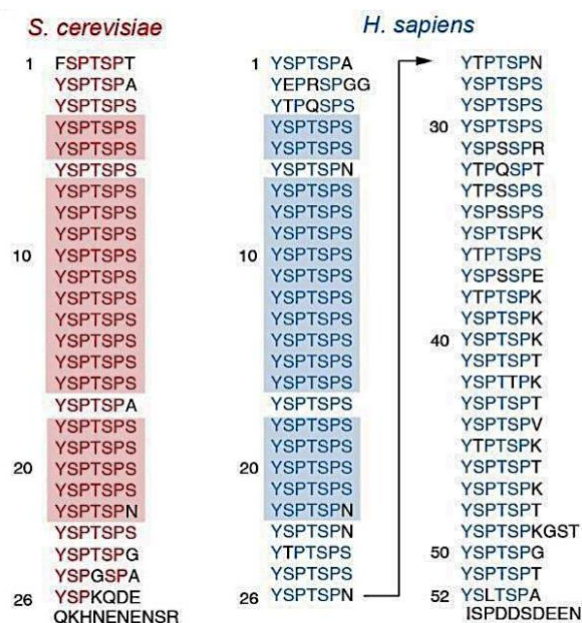 S. cerevisiae
1 FSPTSPT
YSPTSPA
YSPTSPS
YSPTSPS
YSPTSPS
YSPTSPS
YSPTSPS
YSPTSPS
YSPTSPS
10 YSPTSPS
YSPTSPS
YSPTSPS
YSPTSPS
YSPTSPS
YSPTSPS
YSPTSPS
YSPTSPA
YSPTSPS
YSPTSPS
20 YSPTSPS
YSPTSPS
YSPTSPN
YSPTSPS
YSPTSPG
YSPGSPA
26 YSPKQDE
QKHNENENSR
H. sapiens
1 YSPTSPA
YEPRSPGG
YTPQSPS
YSPTSPS
YSPTSPS
YSPTSPN
YSPTSPS
YSPTSPS
YSPTSPS
10 YSPTSPS
YSPTSPS
YSPTSPS
YSPTSPS
YSPTSPS
YSPTSPS
YSPTSPS
YSPTSPS
YSPTSPS
YSPTSPS
20 YSPTSPS
YSPTSPS
YSPTSPN
YSPTSPN
YTPTSPS
YSPTSPS
26 YSPTSPN
YTPTSPN
YSPTSPS
YSPTSPS
30 YSPTSPS
YSPSSPR
YTPQSPT
YTPSSPS
YSPSSPS
YSPTSPK
YTPTSPS
YSPSSPE
YTPTSPK
YSPTSPK
40 YSPTSPK
YSPTSPT
YSPTTPK
YSPTSPT
YSPTSPV
YTPTSPK
YSPTSPT
YSPTSPK
YSPTSPT
YSPTSPKGST
50 YSPTSPG
YSPTSPT
52 YSLTSPA
ISPDDSDEEN